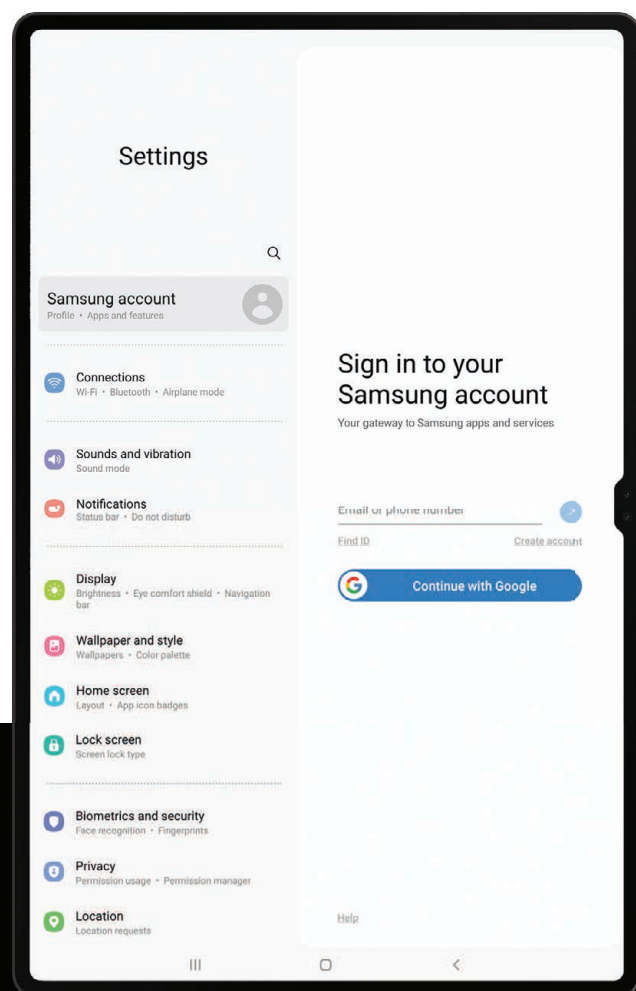 Settings
Samsung account
Profile • Apps and features
Connections
Wi-Fi • Bluetooth • Airplane mode
Sounds and vibration
Sound mode
Notifications
Status bar • Do not disturb
Display
Brightness • Eye comfort shield • Navigation
bar
Wallpaper and style
Wallpapers • Color palette
Home screen
Layout • App icon badges
Lock screen
Screen lock type
Biometrics and security
Face recognition • Fingerprints
Privacy
Permission usage • Permission manager
Location
Location requests
Sign in to your
Samsung account
Your gateway to Samsung apps and services
Email or phone number
Find ID
Create account
G
Continue with Google
Help